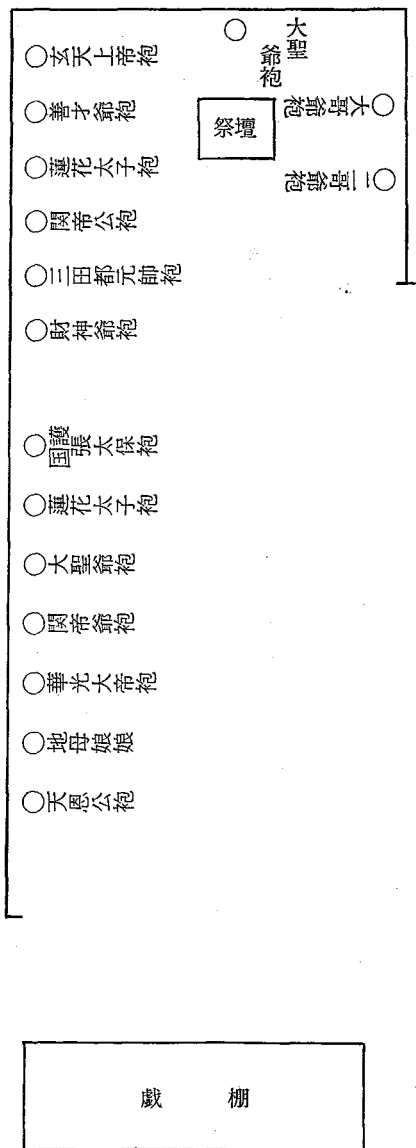 大聖爺袍
大哥爺袍
二哥爺袍
祭壇
玄天上帝袍
善才爺袍
蓮花太子袍
関帝公袍
三田都元帥袍
財神爺袍
護国張太保袍
蓮花太子袍
大聖爺袍
関帝爺袍
華光大帝袍
地母娘娘
天恩公袍
戯棚